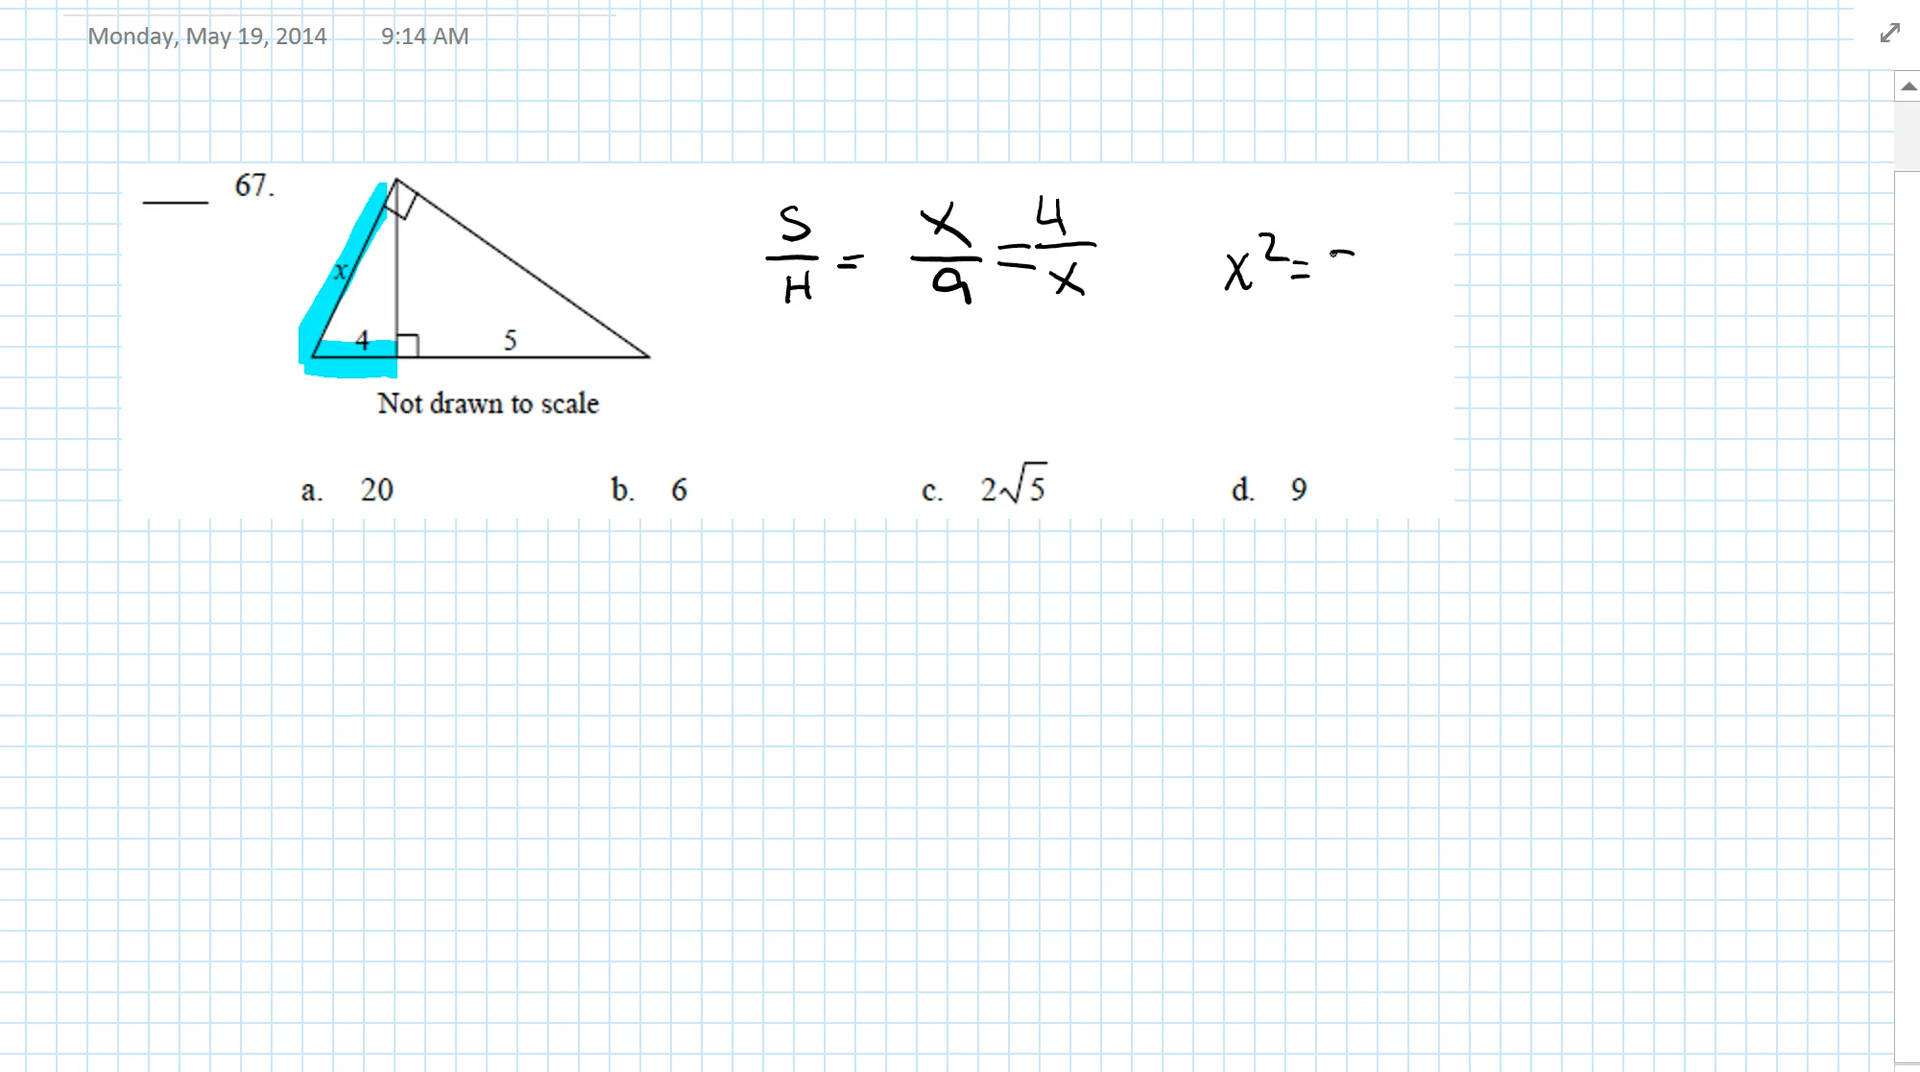 Monday, May 19, 2014 9:14 AM
67.
x
4
5
Not drawn to scale
S/H = x/9 = 4/x
x² =
a. 20 b. 6 c. 2√5 d. 9